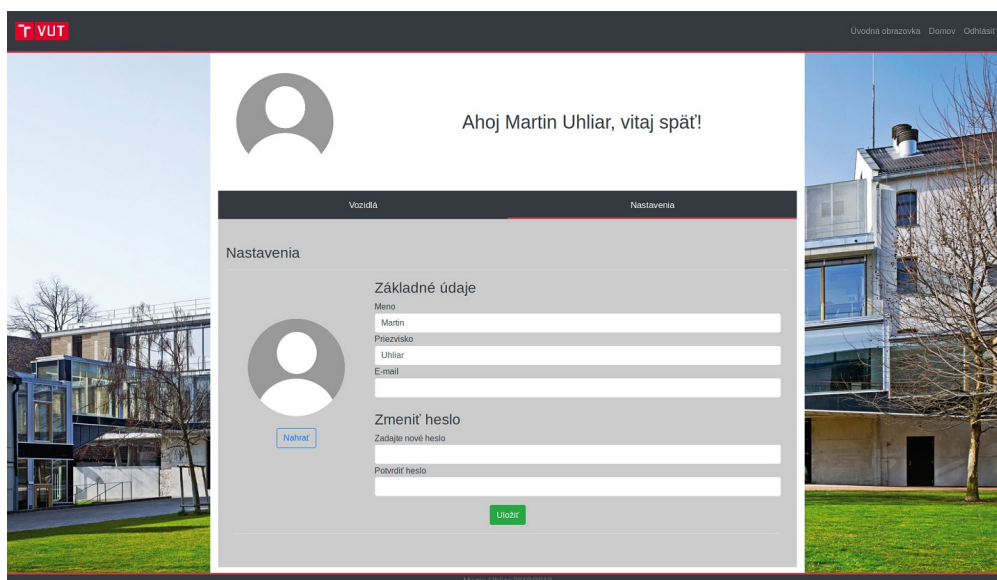 VUT
Úvodná obrazovka Domov Odhlásiť
Ahoj Martin Uhliar, vitaj späť!
Vozidlá Nastavenia
Nastavenia
Základné údaje
Meno
Martin
Priezvisko
Uhliar
E-mail
Zmeniť heslo
Nahrať
Zadajte nové heslo
Potvrdiť heslo
Uložiť